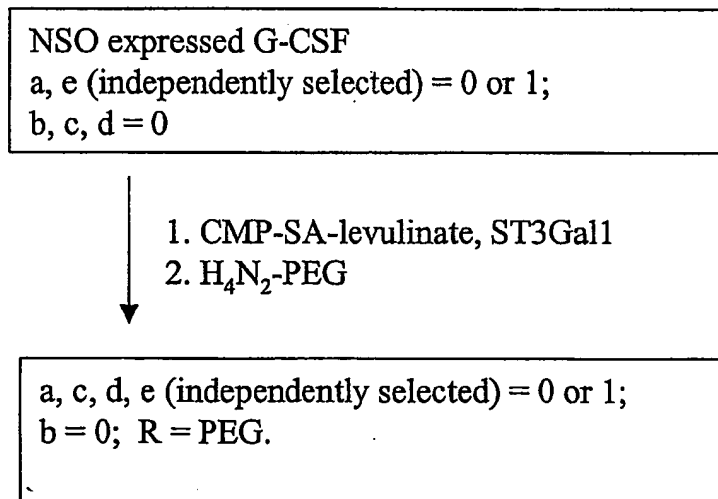 NSO expressed G-CSF
a, e (independently selected) = 0 or 1;
b, c, d = 0
1. CMP-SA-levulinate, ST3Gal1
2. H₄N₂-PEG
a, c, d, e (independently selected) = 0 or 1;
b = 0; R = PEG.